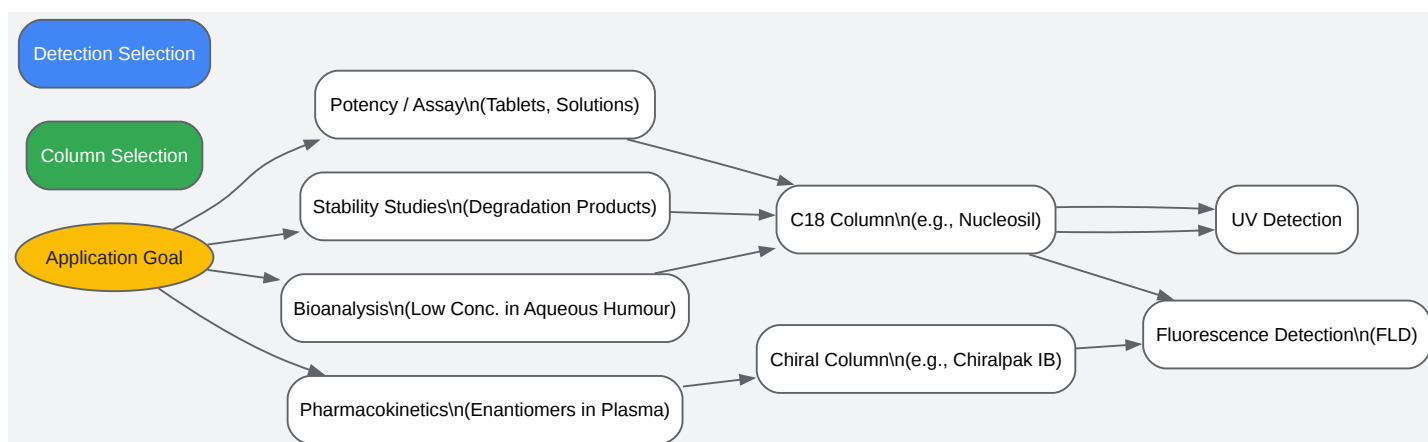 Detection Selection
Column Selection
Application Goal
Potency / Assay\n(Tablets, Solutions)
Stability Studies\n(Degradation Products)
Bioanalysis\n(Low Conc. in Aqueous Humour)
Pharmacokinetics\n(Enantiomers in Plasma)
C18 Column\n(e.g., Nucleosil)
Chiral Column\n(e.g., Chiralpak IB)
UV Detection
Fluorescence Detection\n(FLD)